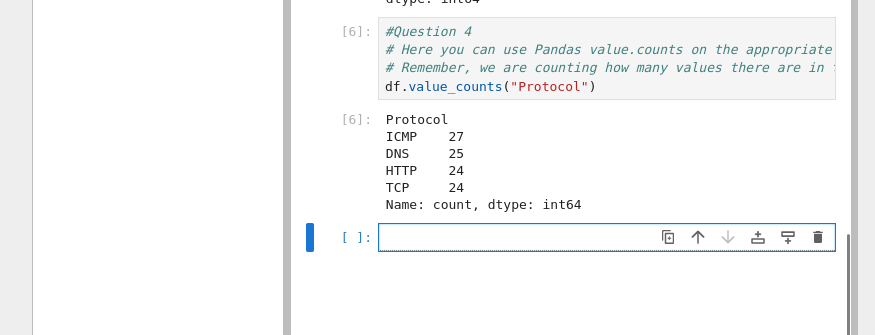 dtype: int64
[6]: #Question 4
# Here you can use Pandas value.counts on the appropriate
# Remember, we are counting how many values there are in
df.value_counts("Protocol")
[6]: Protocol
ICMP    27
DNS     25
HTTP    24
TCP     24
Name: count, dtype: int64
[ ]: